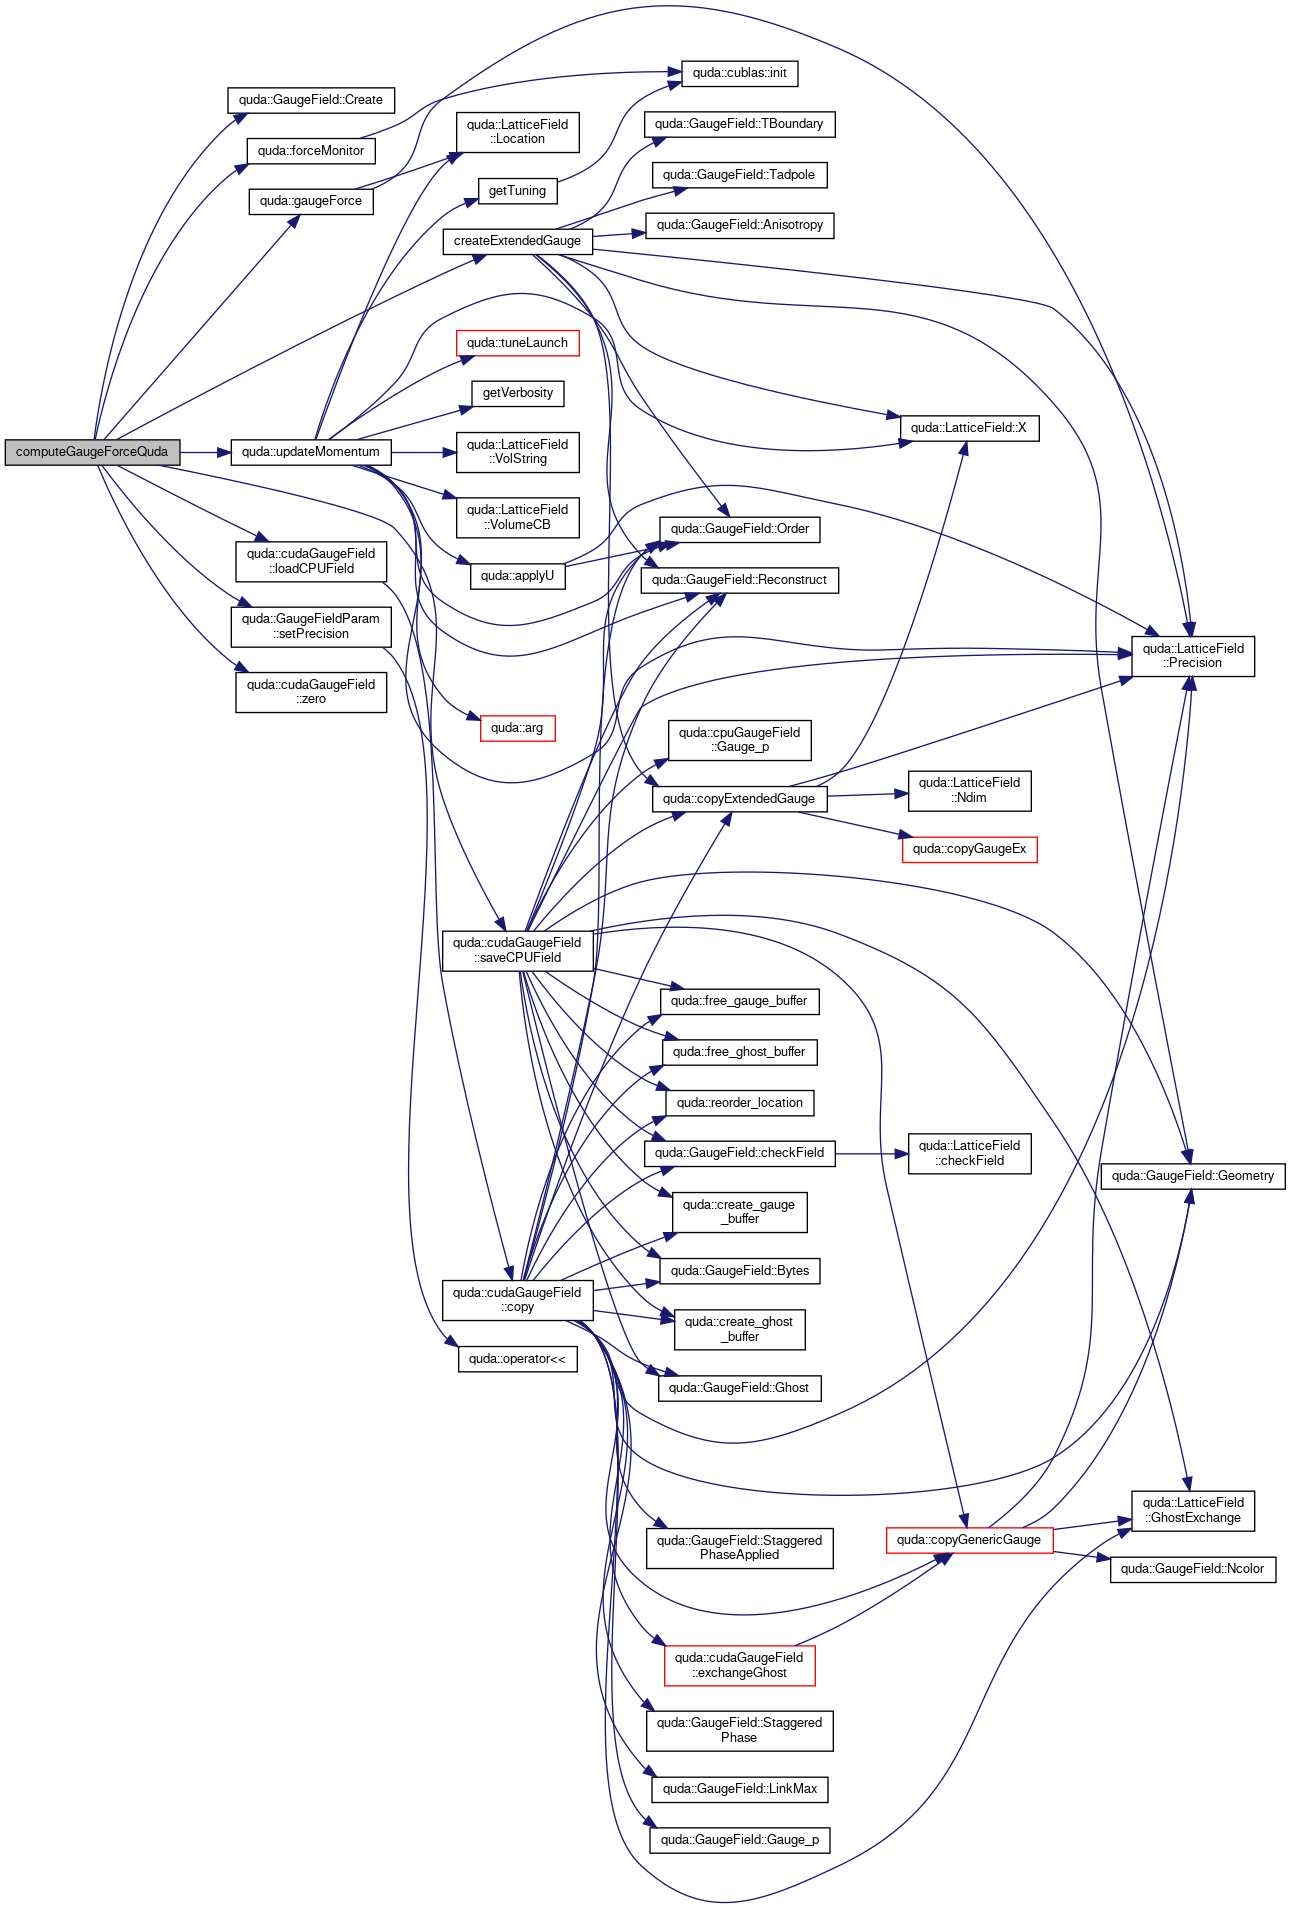 computeGaugeForceQuda
quda::GaugeField::Create
quda::forceMonitor
quda::gaugeForce
quda::updateMomentum
quda::cudaGaugeField
::loadCPUField
quda::GaugeFieldParam
::setPrecision
quda::cudaGaugeField
::zero
quda::LatticeField
::Location
getTuning
createExtendedGauge
quda::tuneLaunch
getVerbosity
quda::LatticeField
::VolString
quda::LatticeField
::VolumeCB
quda::applyU
quda::arg
quda::cudaGaugeField
::saveCPUField
quda::cudaGaugeField
::copy
quda::operator<<
quda::cublas::init
quda::GaugeField::TBoundary
quda::GaugeField::Tadpole
quda::GaugeField::Anisotropy
quda::GaugeField::Order
quda::GaugeField::Reconstruct
quda::cpuGaugeField
::Gauge_p
quda::copyExtendedGauge
quda::free_gauge_buffer
quda::free_ghost_buffer
quda::reorder_location
quda::GaugeField::checkField
quda::create_gauge
_buffer
quda::GaugeField::Bytes
quda::create_ghost
_buffer
quda::GaugeField::Ghost
quda::GaugeField::Staggered
PhaseApplied
quda::cudaGaugeField
::exchangeGhost
quda::GaugeField::Staggered
Phase
quda::GaugeField::LinkMax
quda::GaugeField::Gauge_p
quda::LatticeField::X
quda::LatticeField
::Ndim
quda::copyGaugeEx
quda::LatticeField
::checkField
quda::copyGenericGauge
quda::LatticeField
::Precision
quda::GaugeField::Geometry
quda::LatticeField
::GhostExchange
quda::GaugeField::Ncolor